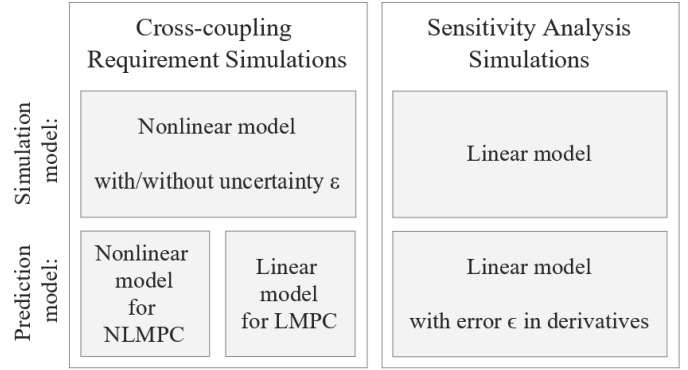 Cross-coupling
Requirement Simulations
Sensitivity Analysis
Simulations
Simulation
model:
Nonlinear model
with/without uncertainty ε
Linear model
Prediction
model:
Nonlinear
model
for
NLMPC
Linear
model
for LMPC
Linear model
with error ϵ in derivatives